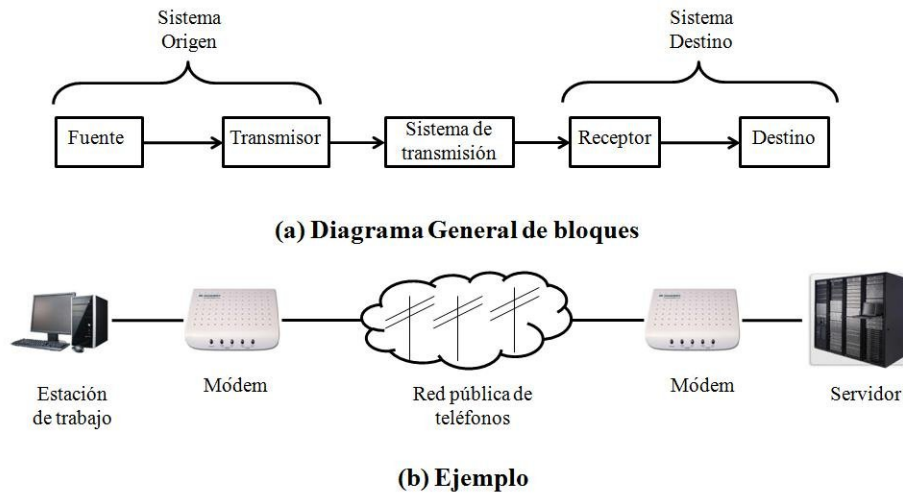 Sistema
Origen
Sistema
Destino
Fuente
Transmisor
Sistema de
transmisión
Receptor
Destino
(a) Diagrama General de bloques
Estación
de trabajo
Módem
Red pública de
teléfonos
Módem
Servidor
(b) Ejemplo